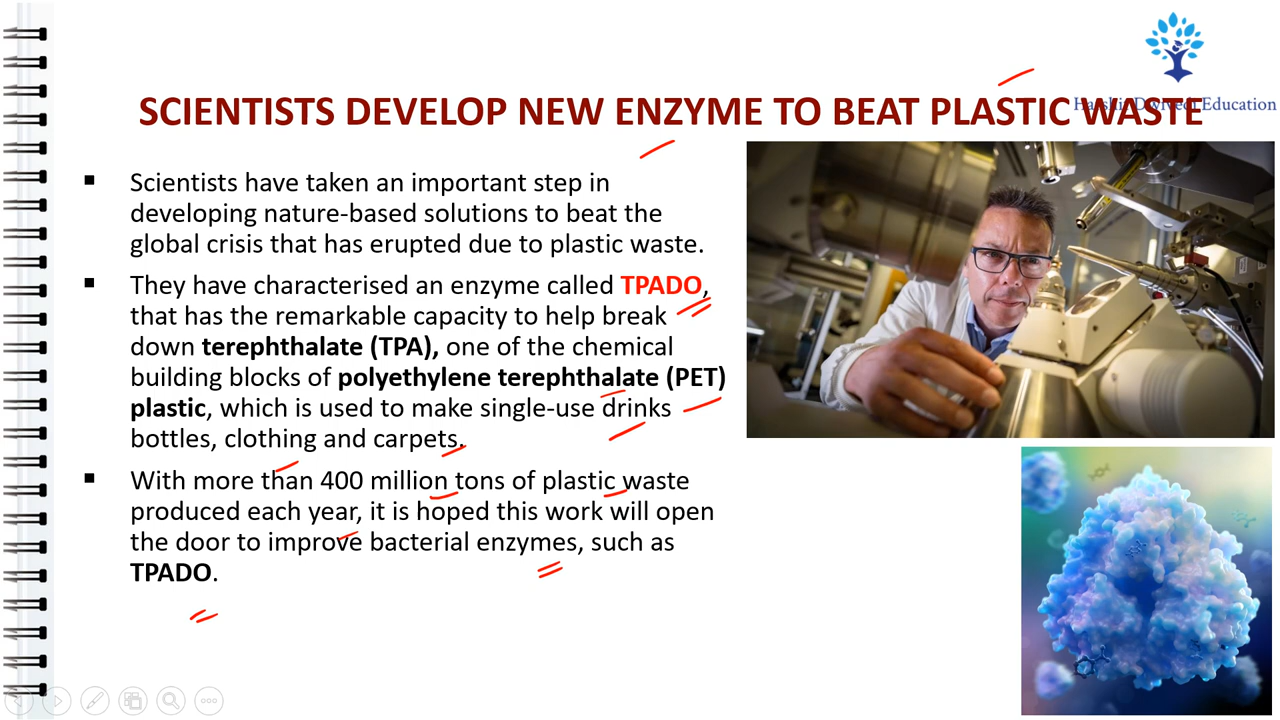 Harshit Dwivedi Education
SCIENTISTS DEVELOP NEW ENZYME TO BEAT PLASTIC WASTE
▪ Scientists have taken an important step in
developing nature-based solutions to beat the
global crisis that has erupted due to plastic waste.
▪ They have characterised an enzyme called TPADO,
that has the remarkable capacity to help break
down terephthalate (TPA), one of the chemical
building blocks of polyethylene terephthalate (PET)
plastic, which is used to make single-use drinks
bottles, clothing and carpets.
▪ With more than 400 million tons of plastic waste
produced each year, it is hoped this work will open
the door to improve bacterial enzymes, such as
TPADO.